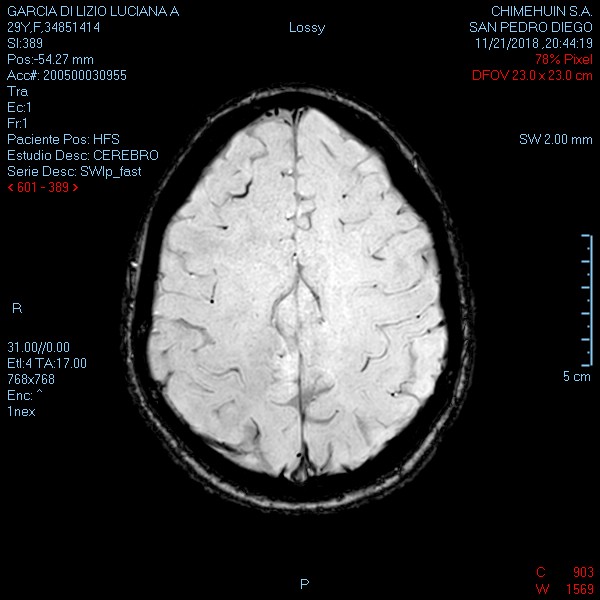 GARCIA DI LIZIO LUCIANA A
29Y,F,34851414
Sl:389
Pos:-54.27 mm
Acc#: 200500030955
Tra
Ec:1
Fr:1
Paciente Pos: HFS
Estudio Desc: CEREBRO
Serie Desc: SWIp_fast
< 601 - 389 >
Lossy
CHIMEHUIN S.A.
SAN PEDRO DIEGO
11/21/2018 ,20:44:19
78% Pixel
DFOV 23.0 x 23.0 cm
SW 2.00 mm
R
31.00//0.00
Etl:4 TA:17.00
768x768
Enc: ^
1nex
5 cm
P
C 903
W 1569